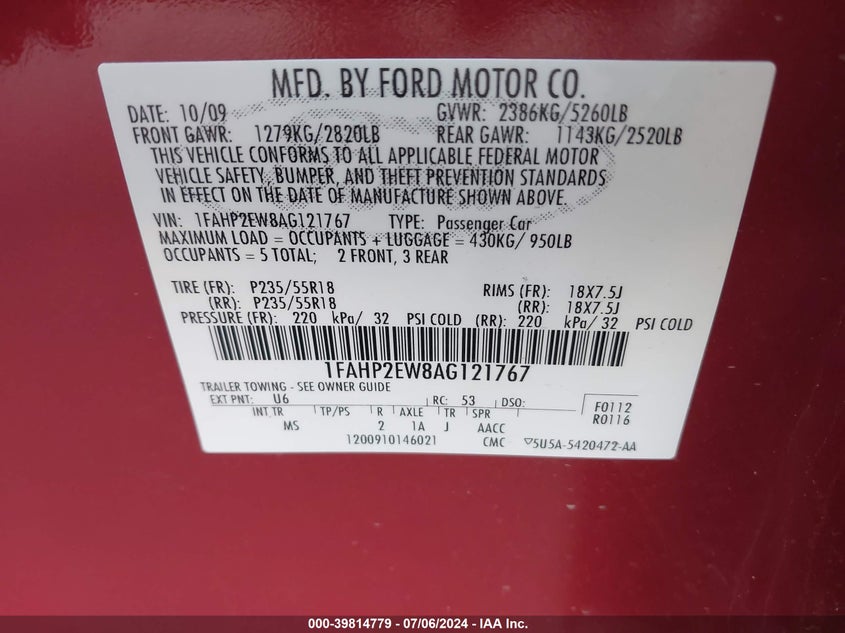 MFD. BY FORD MOTOR CO.
DATE: 10/09 GVWR: 2386KG/5260LB
FRONT GAWR: 1279KG/2820LB REAR GAWR: 1143KG/2520LB
THIS VEHICLE CONFORMS TO ALL APPLICABLE FEDERAL MOTOR
VEHICLE SAFETY, BUMPER, AND THEFT PREVENTION STANDARDS
IN EFFECT ON THE DATE OF MANUFACTURE SHOWN ABOVE.
VIN: 1FAHP2EW8AG121767 TYPE: Passenger Car
MAXIMUM LOAD = OCCUPANTS + LUGGAGE = 430KG/ 950LB
OCCUPANTS = 5 TOTAL; 2 FRONT, 3 REAR
TIRE (FR): P235/55R18 RIMS (FR): 18X7.5J
(RR): P235/55R18 (RR): 18X7.5J
PRESSURE (FR): 220 kPa/ 32 PSI COLD (RR): 220 kPa/ 32 PSI COLD
1FAHP2EW8AG121767
TRAILER TOWING - SEE OWNER GUIDE
EXT PNT: U6 RC: 53 DSO: F0112
INT TR TP/PS R AXLE TR SPR R0116
MS 2 1A J AACC
1200910146021 CMC ▽5U5A-5420472-AA
000-39814779 - 07/06/2024 - IAA Inc.